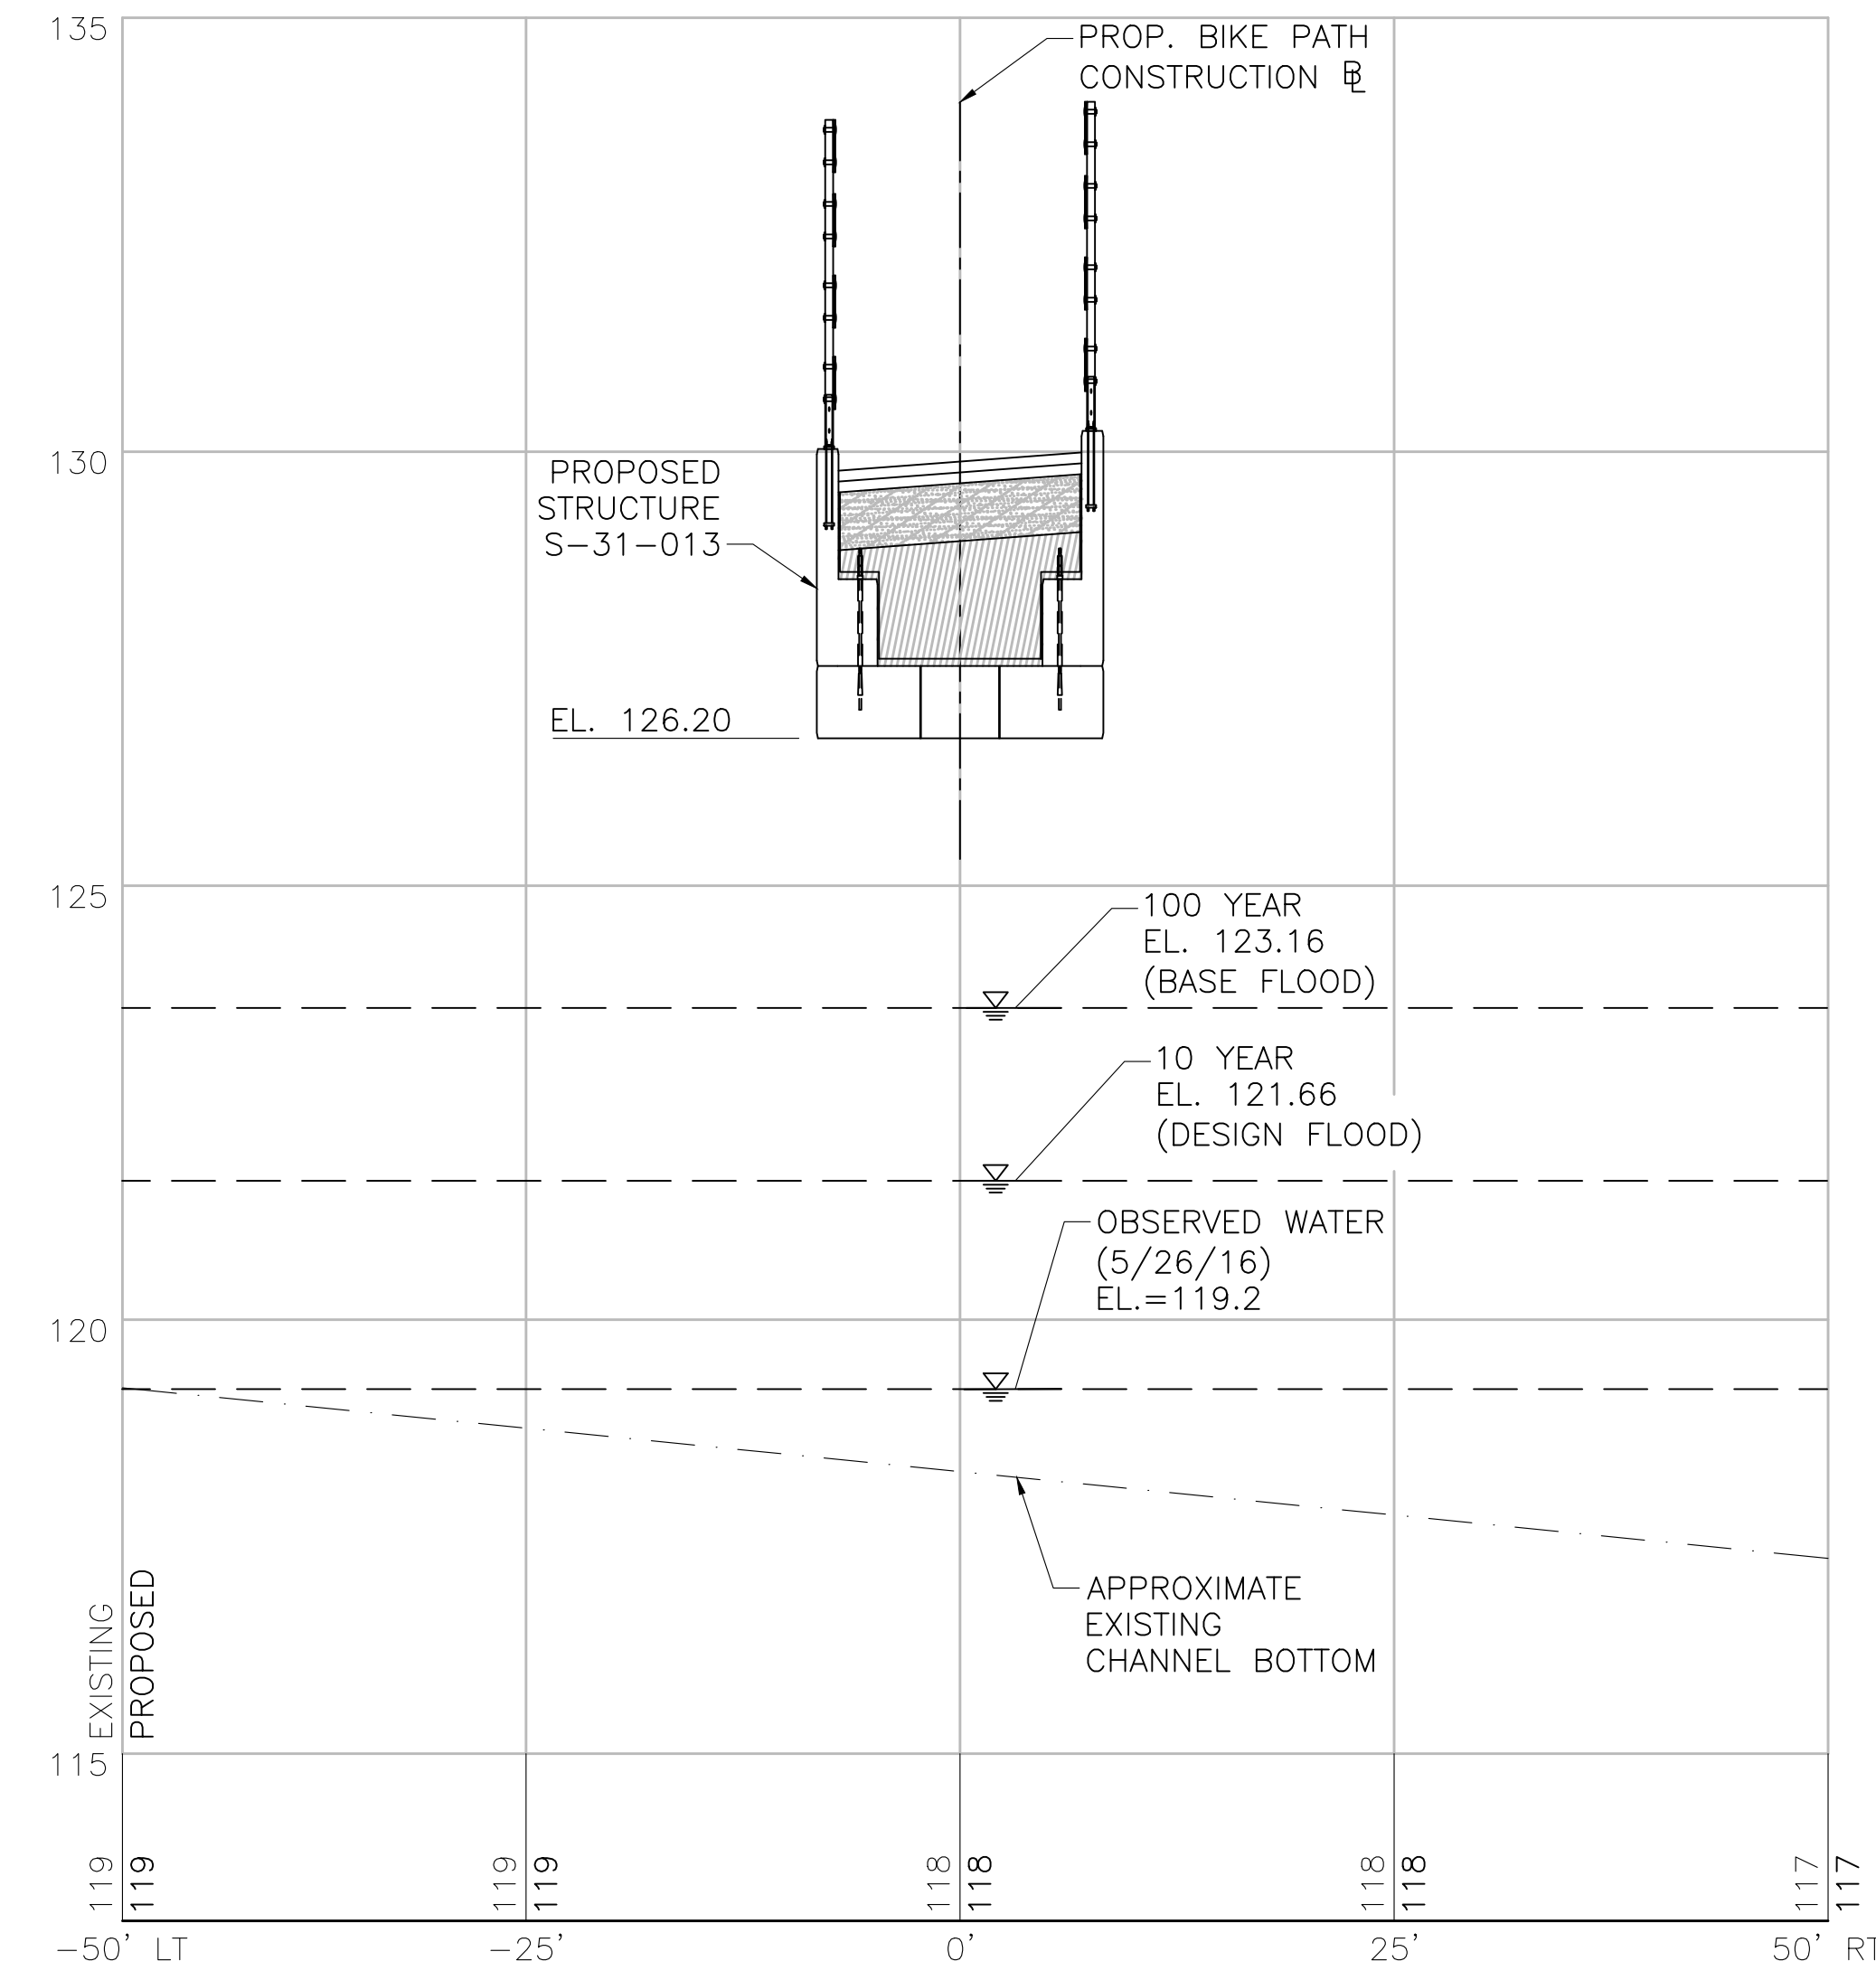 135
PROP. BIKE PATH
CONSTRUCTION ⅊
130
PROPOSED
STRUCTURE
S-31-013
EL. 126.20
125
100 YEAR
EL. 123.16
(BASE FLOOD)
10 YEAR
EL. 121.66
(DESIGN FLOOD)
OBSERVED WATER
(5/26/16)
EL.=119.2
120
APPROXIMATE
EXISTING
CHANNEL BOTTOM
EXISTING
PROPOSED
115
119
119
119
119
118
118
118
118
117
117
-50' LT
-25'
0'
25'
50' RT